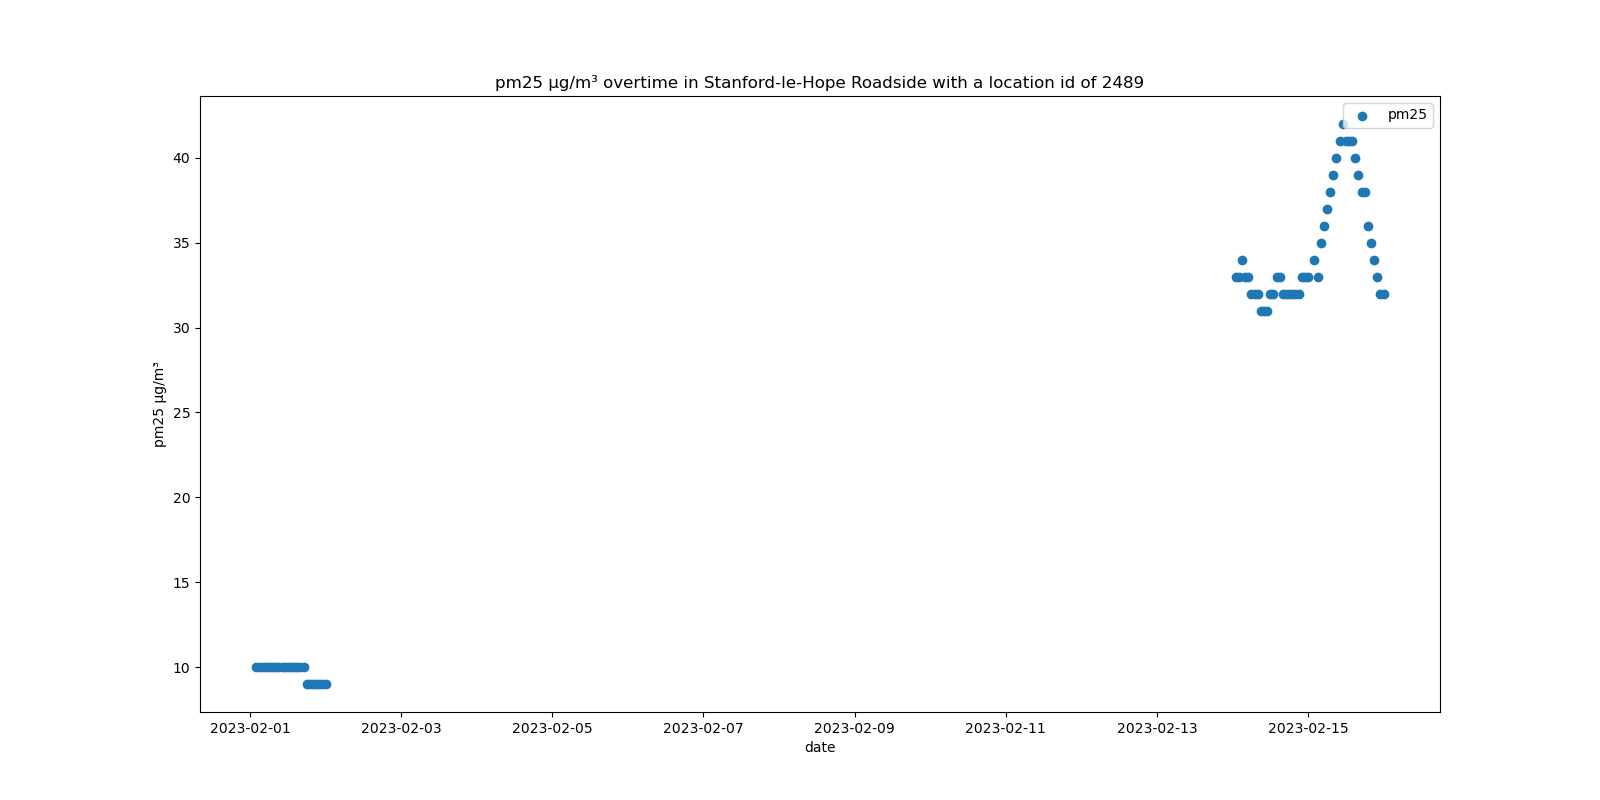 pm25 µg/m³ overtime in Stanford-le-Hope Roadside with a location id of 2489
pm25
40
35
30
25
20
15
10
pm25 µg/m³
2023-02-01 2023-02-03 2023-02-05 2023-02-07 2023-02-09 2023-02-11 2023-02-13 2023-02-15
date